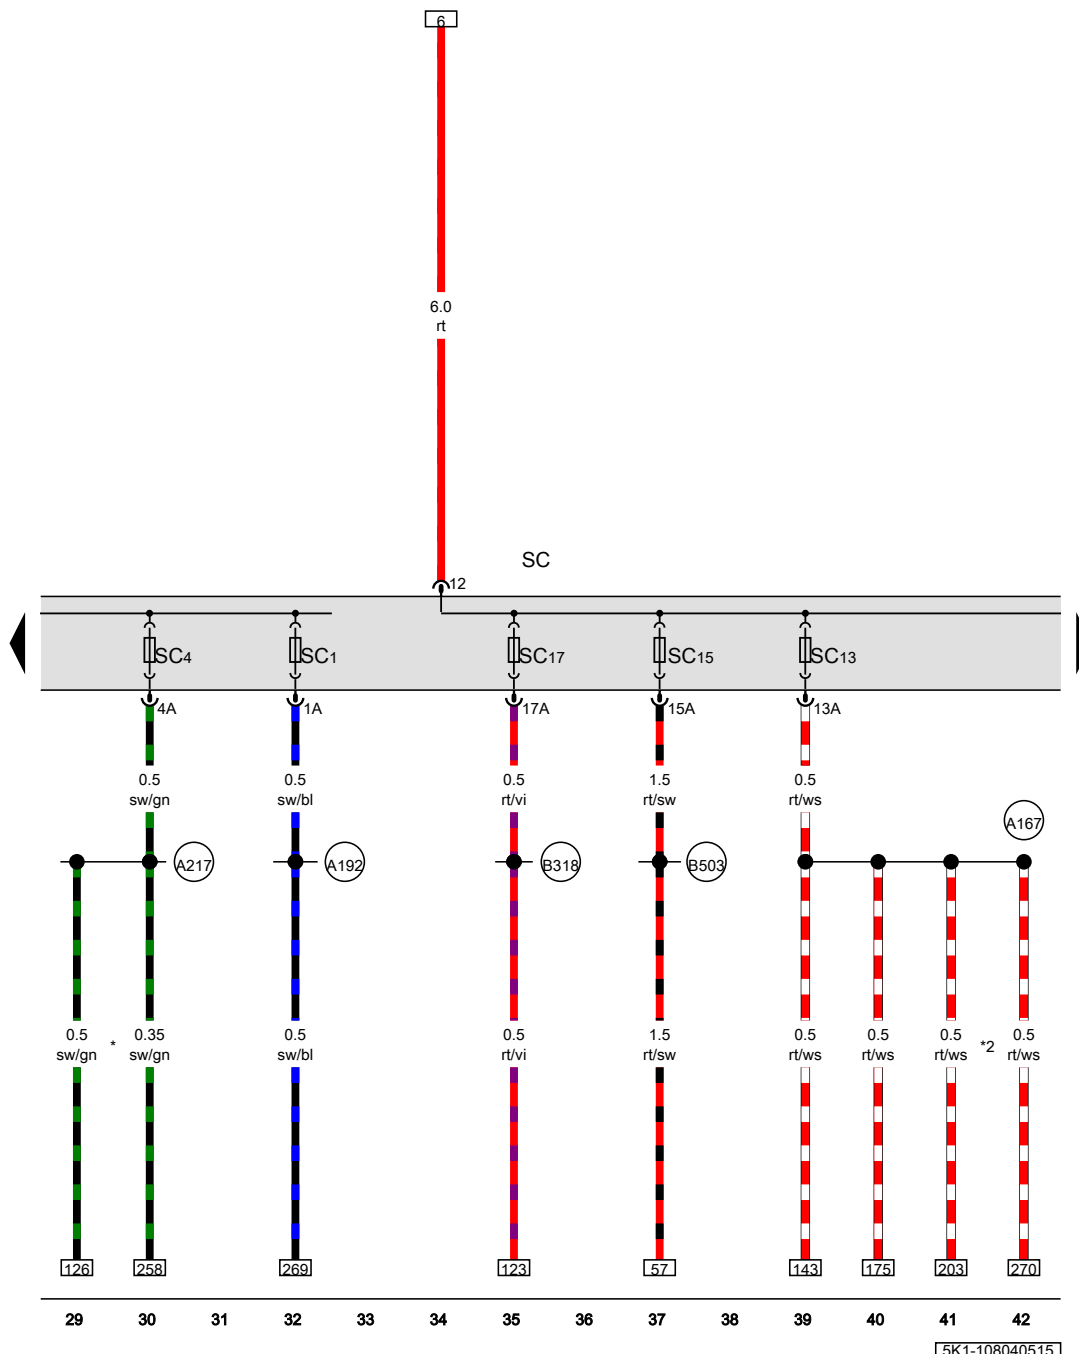 6
6.0
rt
SC
12
SC4 SC1 SC17 SC15 SC13
4A 1A 17A 15A 13A
0.5 0.5 0.5 1.5 0.5
sw/gn sw/bl rt/vi rt/sw rt/ws
A167
A217 A192 B318 B503
0.5 0.35 0.5 0.5 1.5 0.5 0.5 0.5 0.5
sw/gn * sw/gn sw/bl rt/vi rt/sw rt/ws rt/ws rt/ws *2 rt/ws
126 258 269 123 57 143 175 203 270
29 30 31 32 33 34 35 36 37 38 39 40 41 42
5K1-108040515